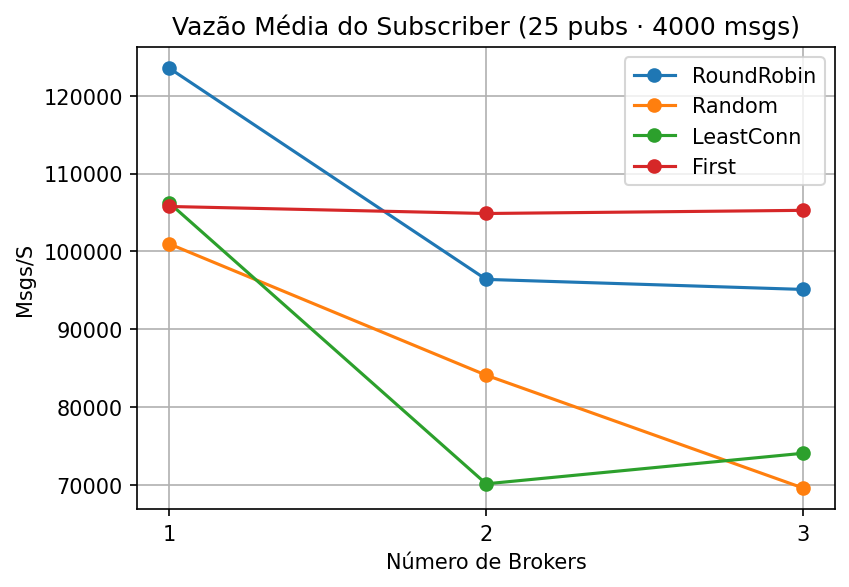 Vazão Média do Subscriber (25 pubs · 4000 msgs)
RoundRobin
Random
LeastConn
First
Msgs/S
120000
110000
100000
90000
80000
70000
1
2
3
Número de Brokers